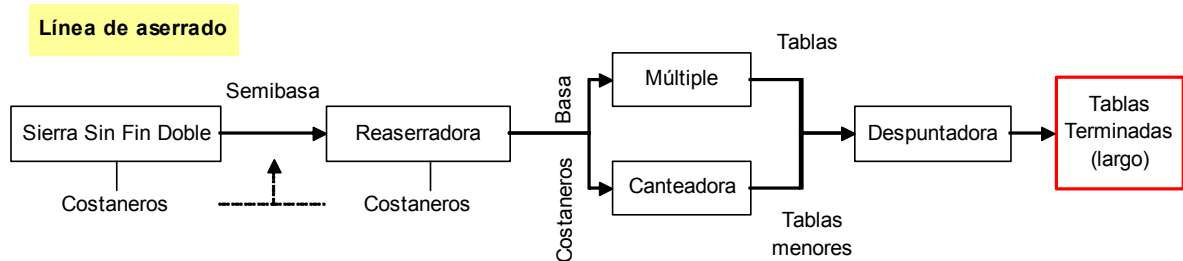 Línea de aserrado
Semibasa
Sierra Sin Fin Doble
Costaneros
Reaserradora
Costaneros
Basa
Costaneros
Tablas
Múltiple
Canteadora
Tablas
menores
Despuntadora
Tablas
Terminadas
(largo)